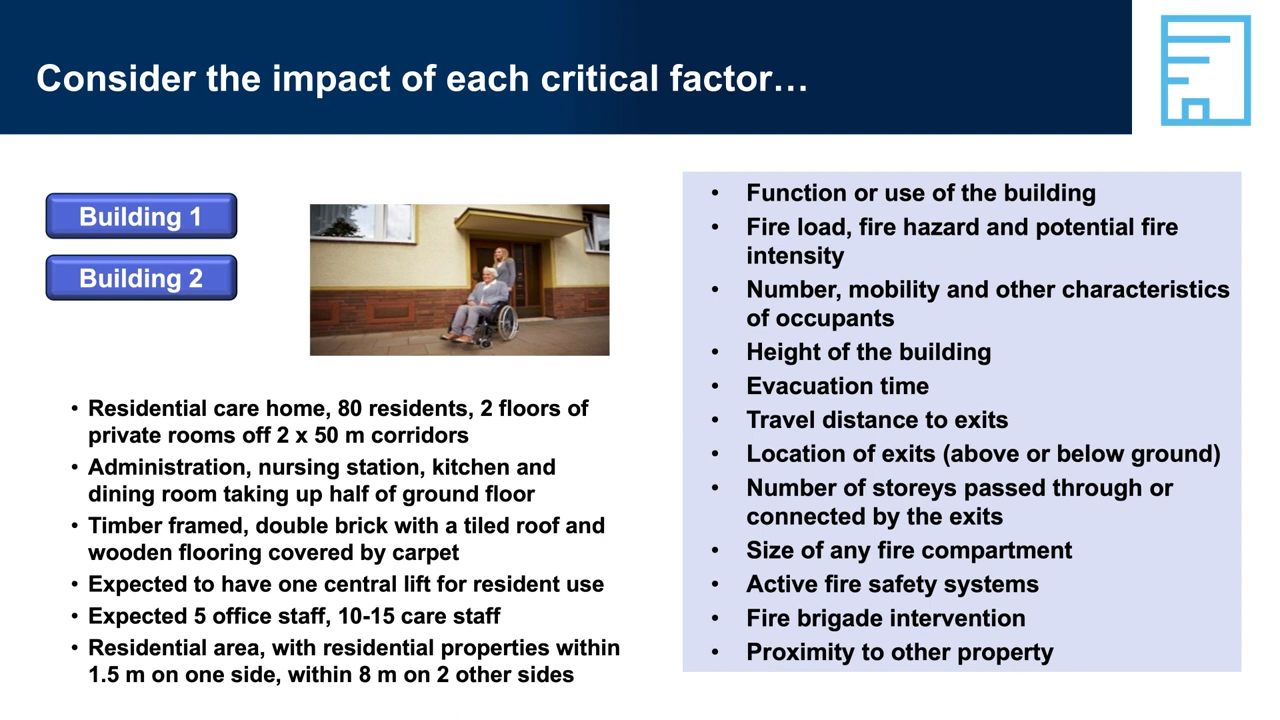 Consider the impact of each critical factor…
Building 1
Building 2
• Residential care home, 80 residents, 2 floors of
private rooms off 2 x 50 m corridors
• Administration, nursing station, kitchen and
dining room taking up half of ground floor
• Timber framed, double brick with a tiled roof and
wooden flooring covered by carpet
• Expected to have one central lift for resident use
• Expected 5 office staff, 10-15 care staff
• Residential area, with residential properties within
1.5 m on one side, within 8 m on 2 other sides
• Function or use of the building
• Fire load, fire hazard and potential fire
intensity
• Number, mobility and other characteristics
of occupants
• Height of the building
• Evacuation time
• Travel distance to exits
• Location of exits (above or below ground)
• Number of storeys passed through or
connected by the exits
• Size of any fire compartment
• Active fire safety systems
• Fire brigade intervention
• Proximity to other property